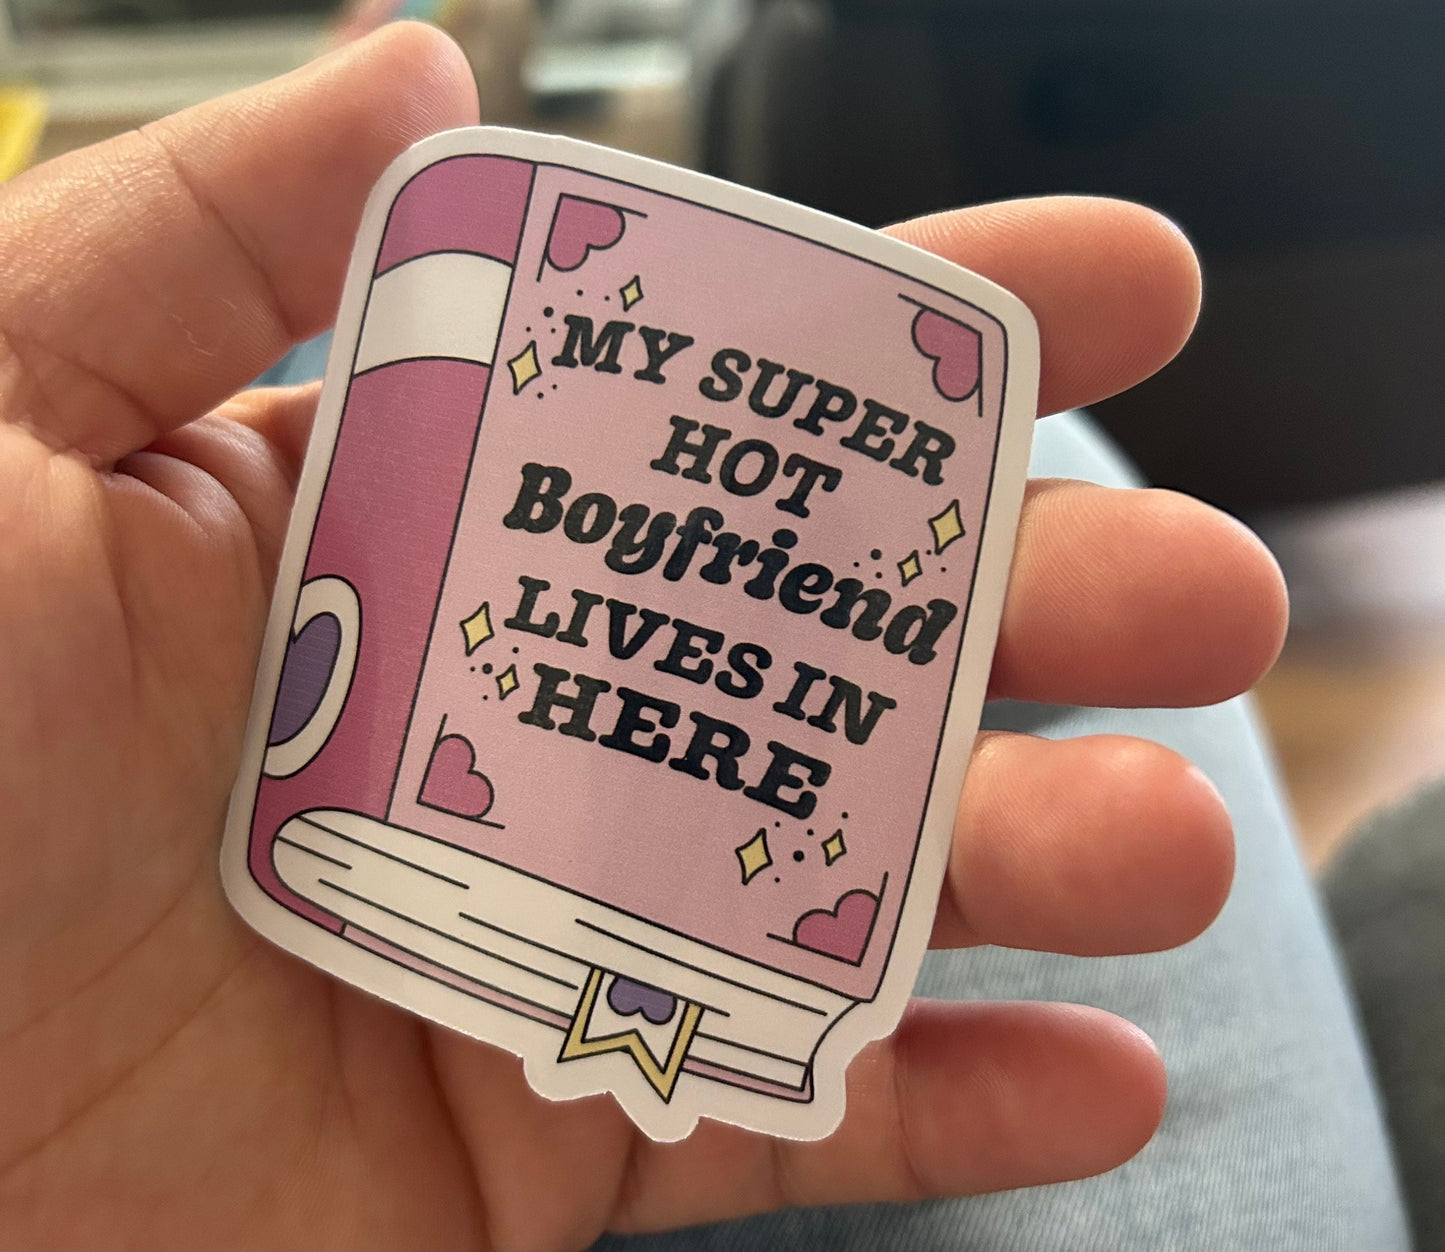 MY SUPER
HOT
Boyfriend
LIVES IN
HERE